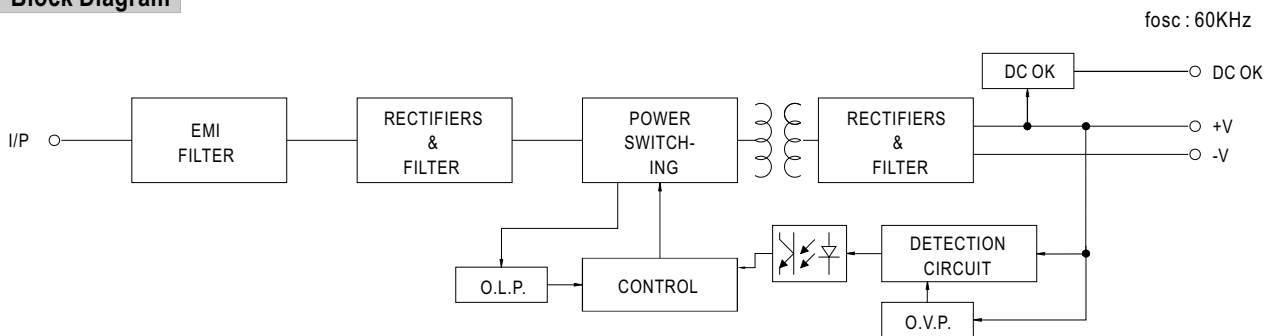 Block Diagram
fosc : 60KHz
DC OK
DC OK
I/P
EMI
FILTER
RECTIFIERS
&
FILTER
POWER
SWITCH-
ING
RECTIFIERS
&
FILTER
+V
-V
O.L.P.
CONTROL
DETECTION
CIRCUIT
O.V.P.